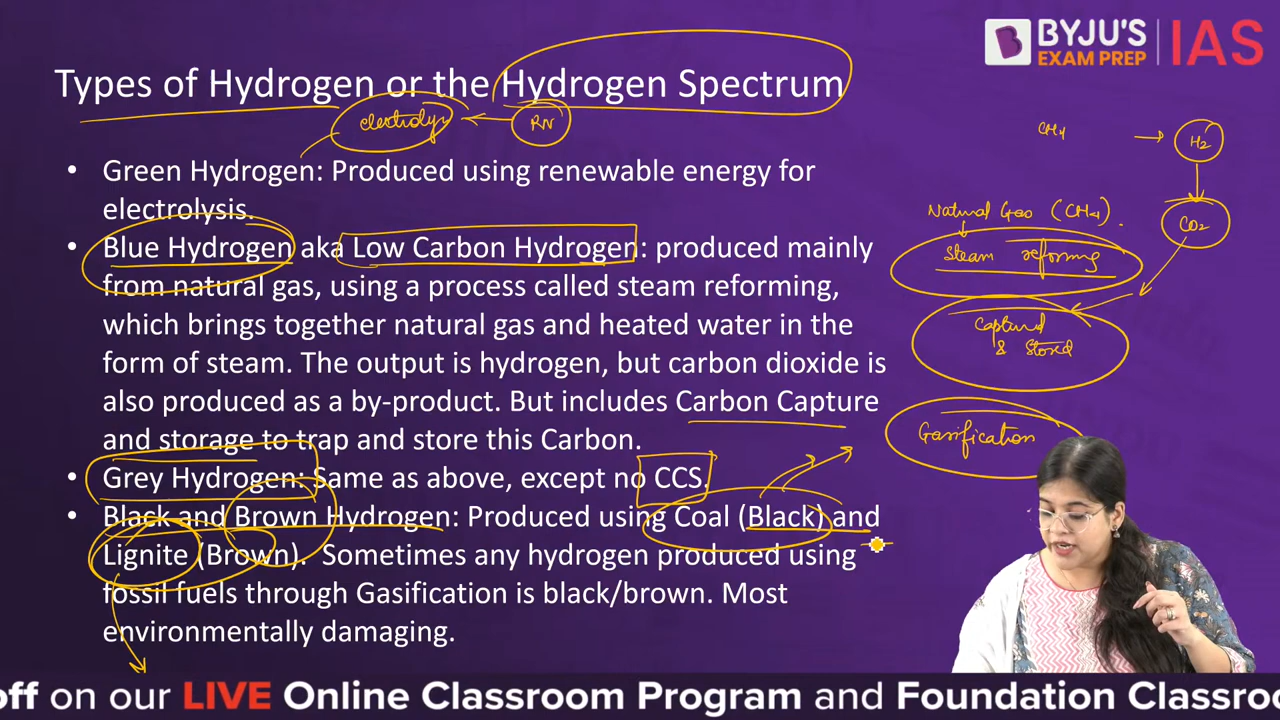 BYJU'S
EXAM PREP
IAS
Types of Hydrogen or the Hydrogen Spectrum
electrolys
RN
CH4
H2
• Green Hydrogen: Produced using renewable energy for
electrolysis.
Natural Gas (CH4).
CO2
• Blue Hydrogen aka Low Carbon Hydrogen: produced mainly
from natural gas, using a process called steam reforming,
which brings together natural gas and heated water in the
form of steam. The output is hydrogen, but carbon dioxide is
also produced as a by-product. But includes Carbon Capture
and storage to trap and store this Carbon.
Steam reforming
Captured
& Stored
Gasification
• Grey Hydrogen: Same as above, except no CCS.
• Black and Brown Hydrogen: Produced using Coal (Black) and
Lignite (Brown). Sometimes any hydrogen produced using
fossil fuels through Gasification is black/brown. Most
environmentally damaging.
off on our LIVE Online Classroom Program and Foundation Classroo